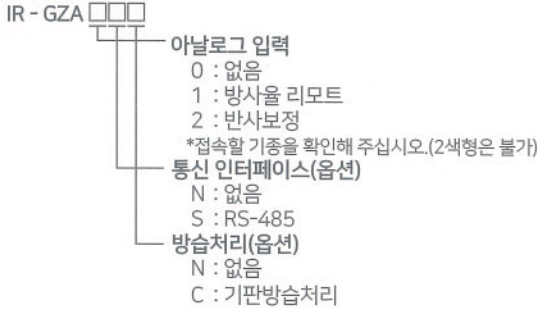 IR - GZA □□□
아날로그 입력
0 : 없음
1 : 방사율 리모트
2 : 반사보정
*접속할 기종을 확인해 주십시오.(2색형은 불가)
통신 인터페이스(옵션)
N : 없음
S : RS-485
방습처리(옵션)
N : 없음
C : 기판방습처리